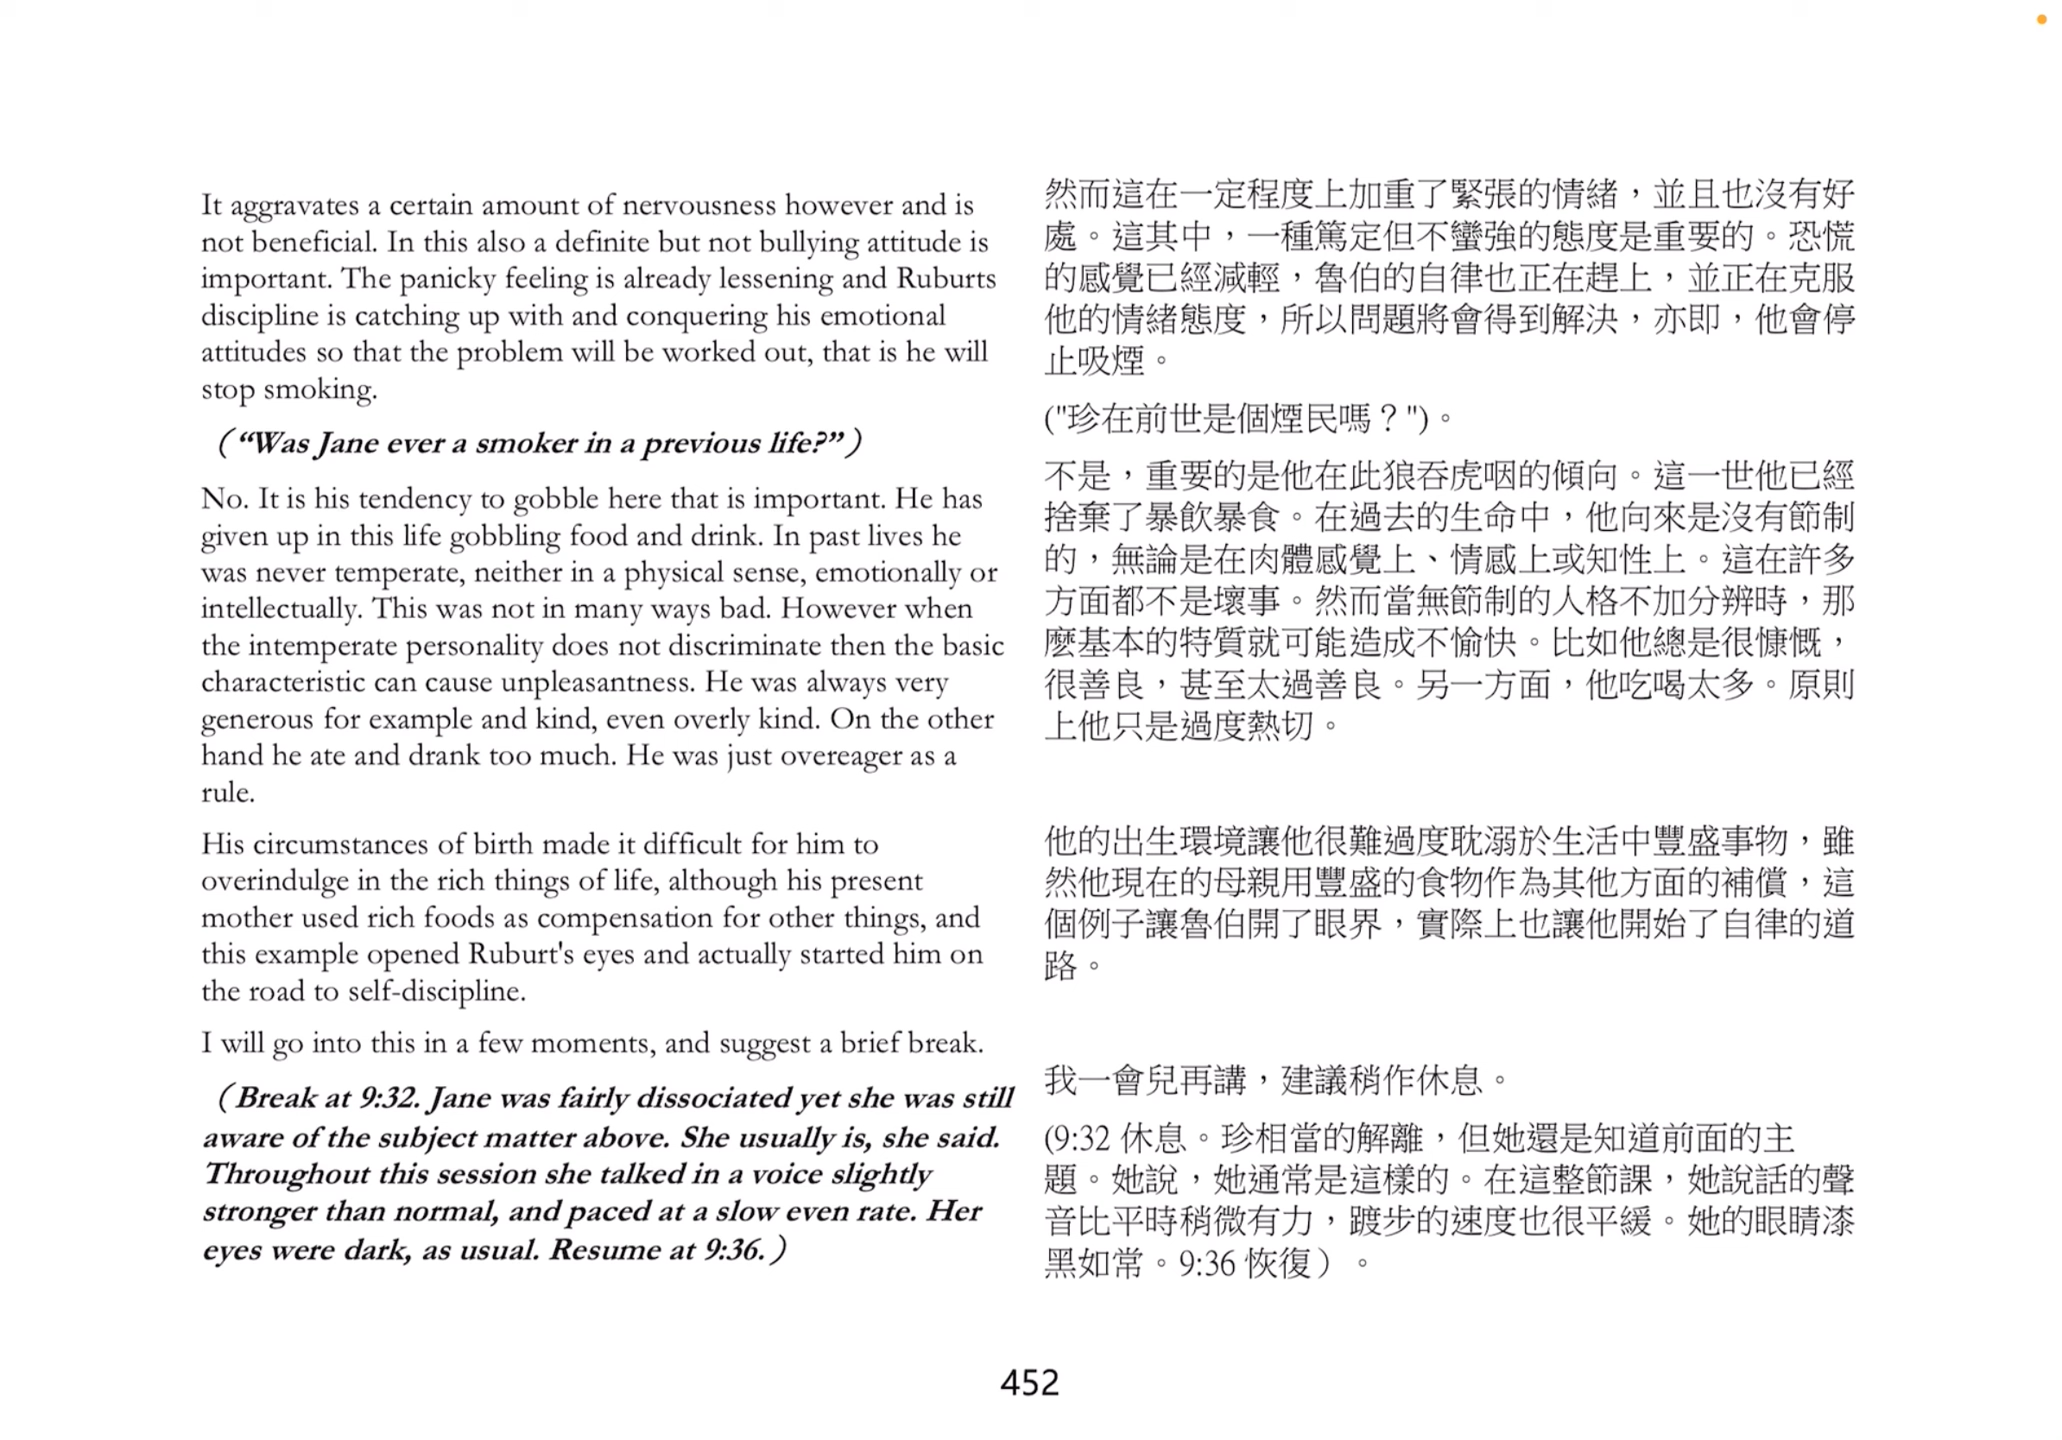 It aggravates a certain amount of nervousness however and is
not beneficial. In this also a definite but not bullying attitude is
important. The panicky feeling is already lessening and Ruburts
discipline is catching up with and conquering his emotional
attitudes so that the problem will be worked out, that is he will
stop smoking.
（“Was Jane ever a smoker in a previous life?”）
No. It is his tendency to gobble here that is important. He has
given up in this life gobbling food and drink. In past lives he
was never temperate, neither in a physical sense, emotionally or
intellectually. This was not in many ways bad. However when
the intemperate personality does not discriminate then the basic
characteristic can cause unpleasantness. He was always very
generous for example and kind, even overly kind. On the other
hand he ate and drank too much. He was just overeager as a
rule.
His circumstances of birth made it difficult for him to
overindulge in the rich things of life, although his present
mother used rich foods as compensation for other things, and
this example opened Ruburt's eyes and actually started him on
the road to self-discipline.
I will go into this in a few moments, and suggest a brief break.
（Break at 9:32. Jane was fairly dissociated yet she was still
aware of the subject matter above. She usually is, she said.
Throughout this session she talked in a voice slightly
stronger than normal, and paced at a slow even rate. Her
eyes were dark, as usual. Resume at 9:36.）
然而這在一定程度上加重了緊張的情緒，並且也沒有好
處。這其中，一種篤定但不蠻強的態度是重要的。恐慌
的感覺已經減輕，魯伯的自律也正在趕上，並正在克服
他的情緒態度，所以問題將會得到解決，亦即，他會停
止吸煙。
("珍在前世是個煙民嗎？")。
不是，重要的是他在此狼吞虎咽的傾向。這一世他已經
捨棄了暴飲暴食。在過去的生命中，他向來是沒有節制
的，無論是在肉體感覺上、情感上或知性上。這在許多
方面都不是壞事。然而當無節制的人格不加分辨時，那
麼基本的特質就可能造成不愉快。比如他總是很慷慨，
很善良，甚至太過善良。另一方面，他吃喝太多。原則
上他只是過度熱切。
他的出生環境讓他很難過度耽溺於生活中豐盛事物，雖
然他現在的母親用豐盛的食物作為其他方面的補償，這
個例子讓魯伯開了眼界，實際上也讓他開始了自律的道
路。
我一會兒再講，建議稍作休息。
(9:32 休息。珍相當的解離，但她還是知道前面的主
題。她說，她通常是這樣的。在這整節課，她說話的聲
音比平時稍微有力，踱步的速度也很平緩。她的眼睛漆
黑如常。9:36 恢復）。
452